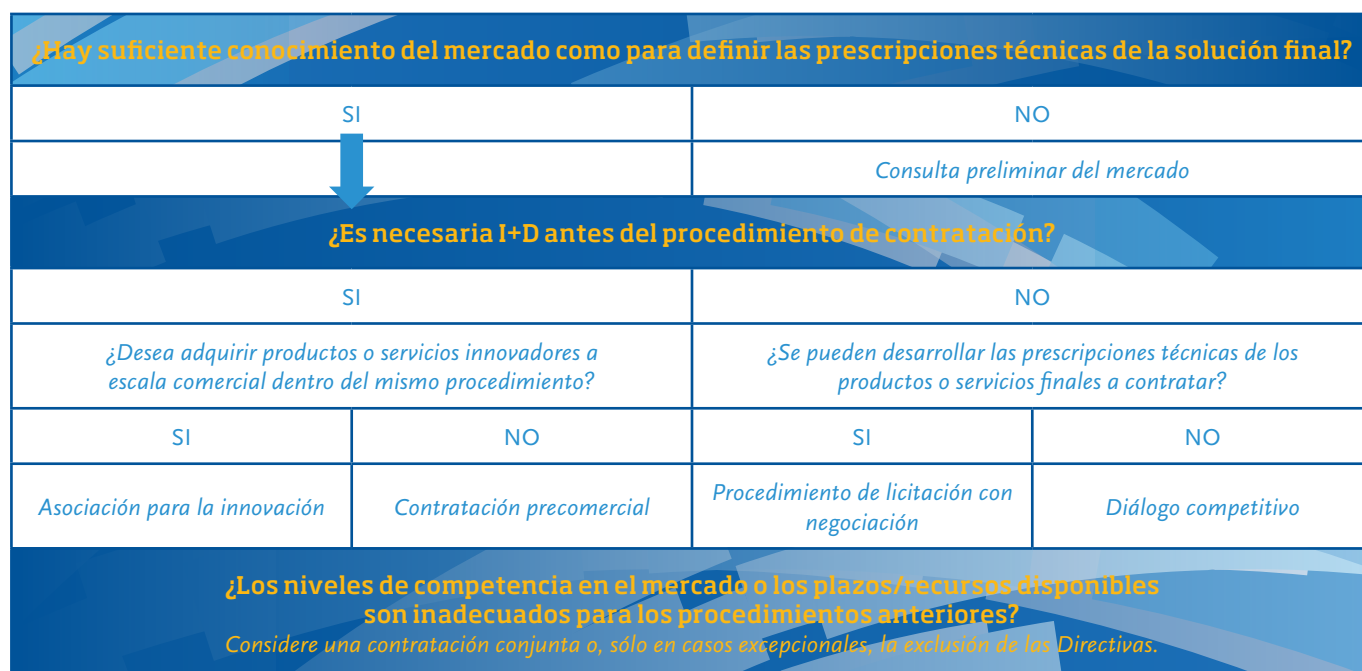 ¿Hay suficiente conocimiento del mercado como para definir las prescripciones técnicas de la solución final?
SI
NO
Consulta preliminar del mercado
¿Es necesaria I+D antes del procedimiento de contratación?
SI
NO
¿Desea adquirir productos o servicios innovadores a
escala comercial dentro del mismo procedimiento?
¿Se pueden desarrollar las prescripciones técnicas de los
productos o servicios finales a contratar?
SI
NO
SI
NO
Asociación para la innovación
Contratación precomercial
Procedimiento de licitación con
negociación
Diálogo competitivo
¿Los niveles de competencia en el mercado o los plazos/recursos disponibles
son inadecuados para los procedimientos anteriores?
Considere una contratación conjunta o, sólo en casos excepcionales, la exclusión de las Directivas.